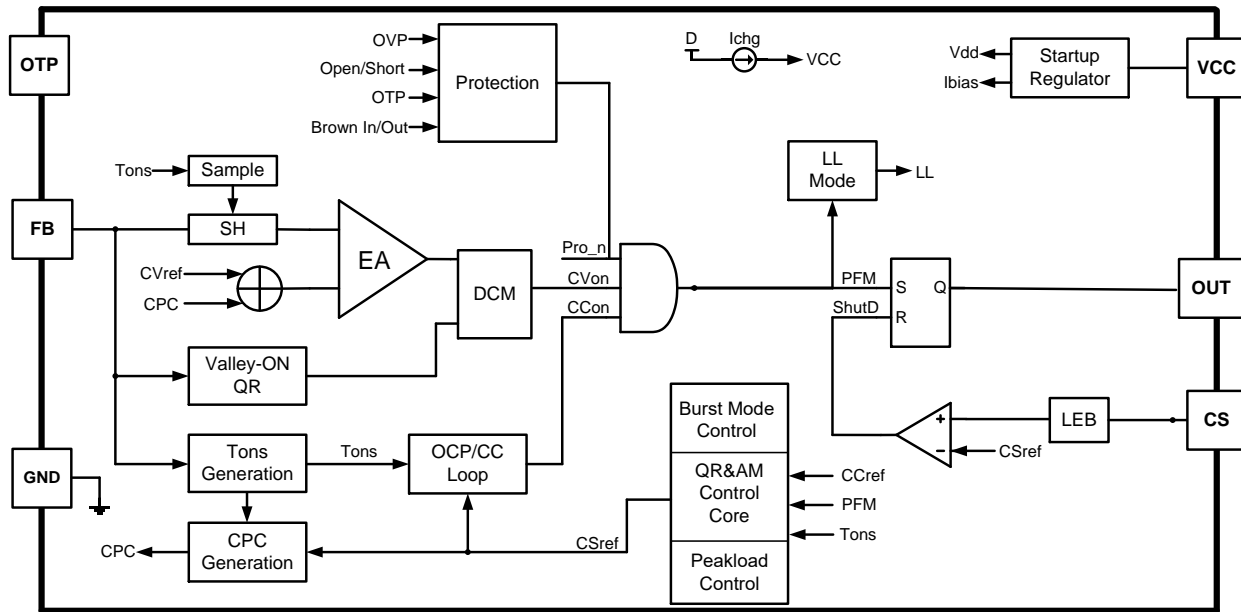 OTP
FB
GND
VCC
OUT
CS
OVP
Open/Short
OTP
Brown In/Out
Protection
D
Ichg
VCC
Vdd
Ibias
Startup
Regulator
Tons
Sample
SH
CVref
CPC
EA
DCM
Valley-ON
QR
Pro_n
CVon
CCon
LL
Mode
LL
PFM
ShutD
S
R
Q
Tons
Generation
Tons
OCP/CC
Loop
CPC
CPC
Generation
CSref
Burst Mode
Control
QR&AM
Control
Core
Peakload
Control
CCref
PFM
Tons
+
−
LEB
CSref